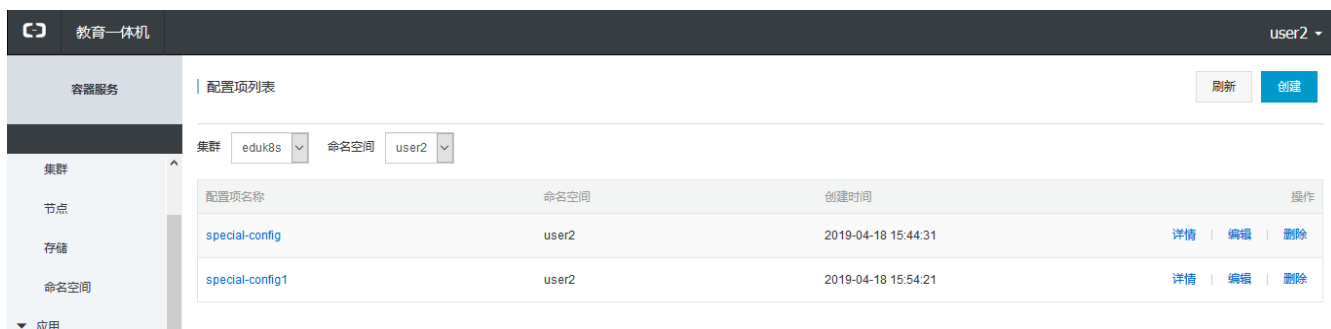 教育一体机
user2
容器服务
配置项列表
刷新
创建
集群 eduk8s 命名空间 user2
集群
节点
存储
命名空间
应用
配置项名称 命名空间 创建时间 操作
special-config user2 2019-04-18 15:44:31 详情 | 编辑 | 删除
special-config1 user2 2019-04-18 15:54:21 详情 | 编辑 | 删除